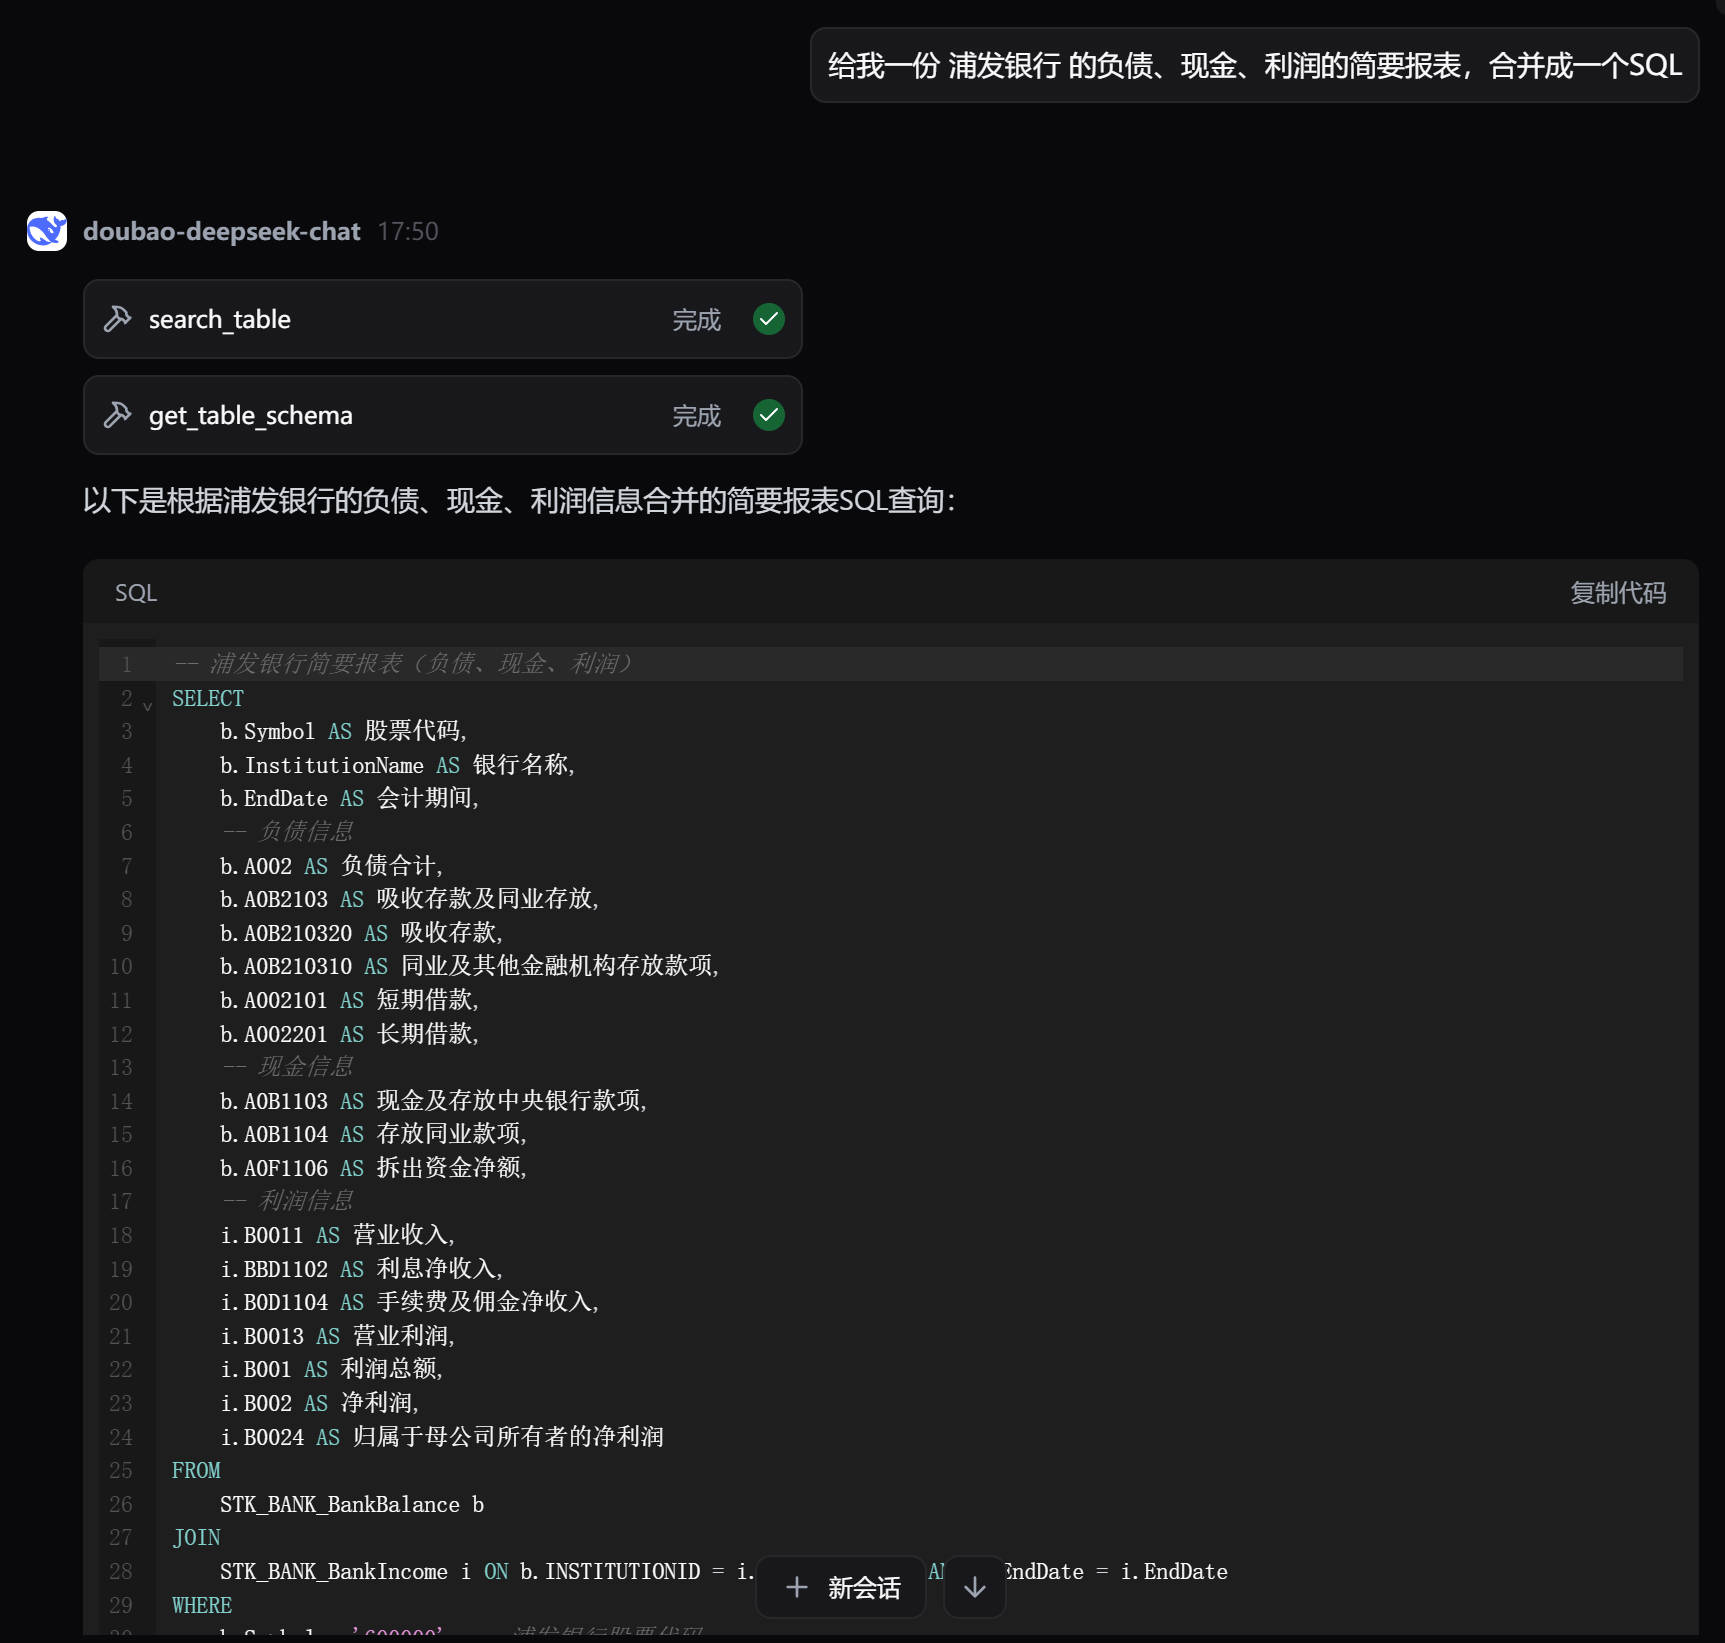 给我一份 浦发银行 的负债、现金、利润的简要报表，合并成一个SQL
doubao-deepseek-chat 17:50
search_table 完成
get_table_schema 完成
以下是根据浦发银行的负债、现金、利润信息合并的简要报表SQL查询：
SQL 复制代码
1 -- 浦发银行简要报表（负债、现金、利润）
2 SELECT
3 b.Symbol AS 股票代码,
4 b.InstitutionName AS 银行名称,
5 b.EndDate AS 会计期间,
6 -- 负债信息
7 b.A002 AS 负债合计,
8 b.A0B2103 AS 吸收存款及同业存放,
9 b.A0B210320 AS 吸收存款,
10 b.A0B210310 AS 同业及其他金融机构存放款项,
11 b.A002101 AS 短期借款,
12 b.A002201 AS 长期借款,
13 -- 现金信息
14 b.A0B1103 AS 现金及存放中央银行款项,
15 b.A0B1104 AS 存放同业款项,
16 b.A0F1106 AS 拆出资金净额,
17 -- 利润信息
18 i.B0011 AS 营业收入,
19 i.BBD1102 AS 利息净收入,
20 i.B0D1104 AS 手续费及佣金净收入,
21 i.B0013 AS 营业利润,
22 i.B001 AS 利润总额,
23 i.B002 AS 净利润,
24 i.B0024 AS 归属于母公司所有者的净利润
25 FROM
26 STK_BANK_BankBalance b
27 JOIN
28 STK_BANK_BankIncome i ON b.INSTITUTIONID = i. EndDate = i.EndDate
29 WHERE
新会话